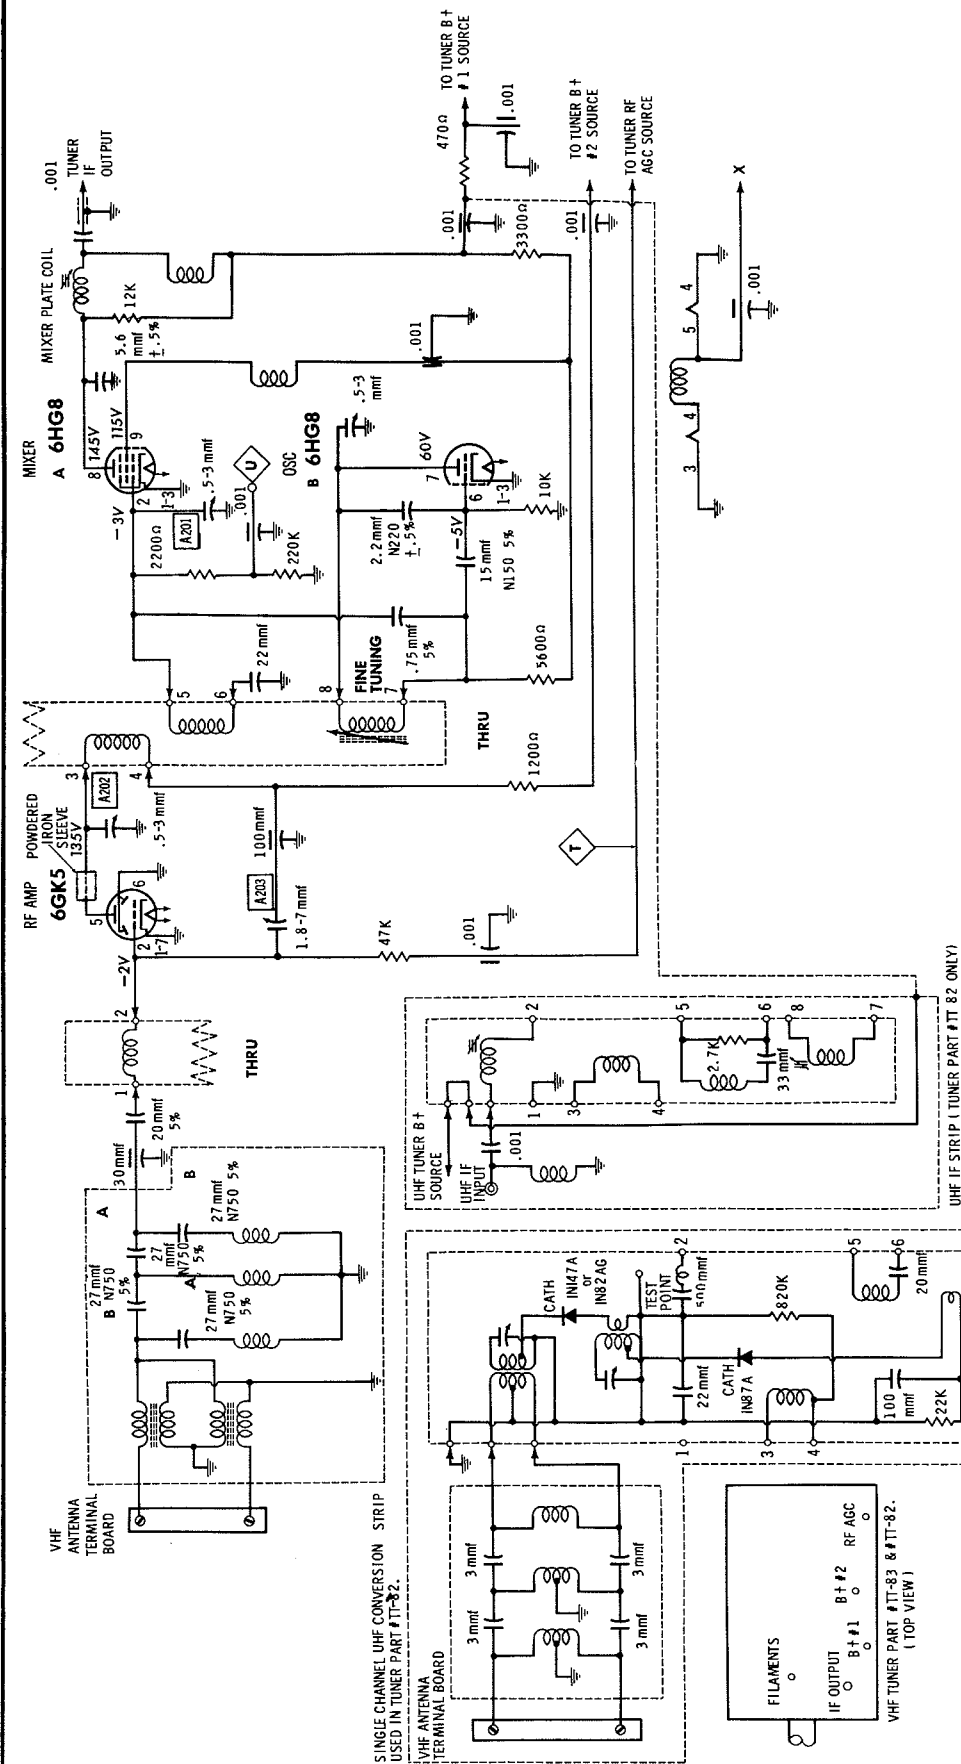 VHF
ANTENNA
TERMINAL
BOARD
27 mmf
N750
5%
B
27
mmf
N750
5%
A
A
27 mmf
N750
5%
27 mmf
N750 5%
B
30 mmf
20 mmf
5%
1
2
THRU
RF AMP
6GK5
POWDERED
IRON
SLEEVE
135V
-2V
2
5
6
1-7
A202
.5-3 mmf
A203
1.8-7 mmf
100 mmf
47K
.001
3
4
5
6
8
7
22 mmf
FINE
TUNING
THRU
1200Ω
T
MIXER
A 6HG8
-3V
2
8
145V
115V
9
1-3
2200Ω
A201
.5-3 mmf
.001
U
220K
OSC
B 6HG8
60V
7
6
1-3
.5-3
mmf
2.2 mmf
N220
±.5%
-5V
15 mmf
N150 5%
10K
.75 mmf
5%
5600Ω
MIXER PLATE COIL
5.6
mmf
±.5%
12K
.001
.001
TUNER
IF
OUTPUT
470Ω
TO TUNER B+
#1 SOURCE
.001
.001
3300Ω
.001
TO TUNER B+
#2 SOURCE
TO TUNER RF
AGC SOURCE
3
4
5
4
.001
X
SINGLE CHANNEL UHF CONVERSION STRIP
USED IN TUNER PART #TT-82.
VHF ANTENNA
TERMINAL BOARD
3 mmf
3 mmf
3 mmf
3 mmf
CATH
IN147A
or
IN82AG
TEST
POINT
500 mmf
2
22 mmf
820K
CATH
IN87A
100
mmf
22K
1
3
4
5
6
20 mmf
UHF TUNER B+
SOURCE
UHF IF
INPUT
.001
1
2
3
4
5
6
8
7
2.7K
33 mmf
UHF IF STRIP (TUNER PART #TT 82 ONLY)
FILAMENTS
IF OUTPUT
B+ #1
B+ #2
RF AGC
VHF TUNER PART #TT-83 & #TT-82.
(TOP VIEW)